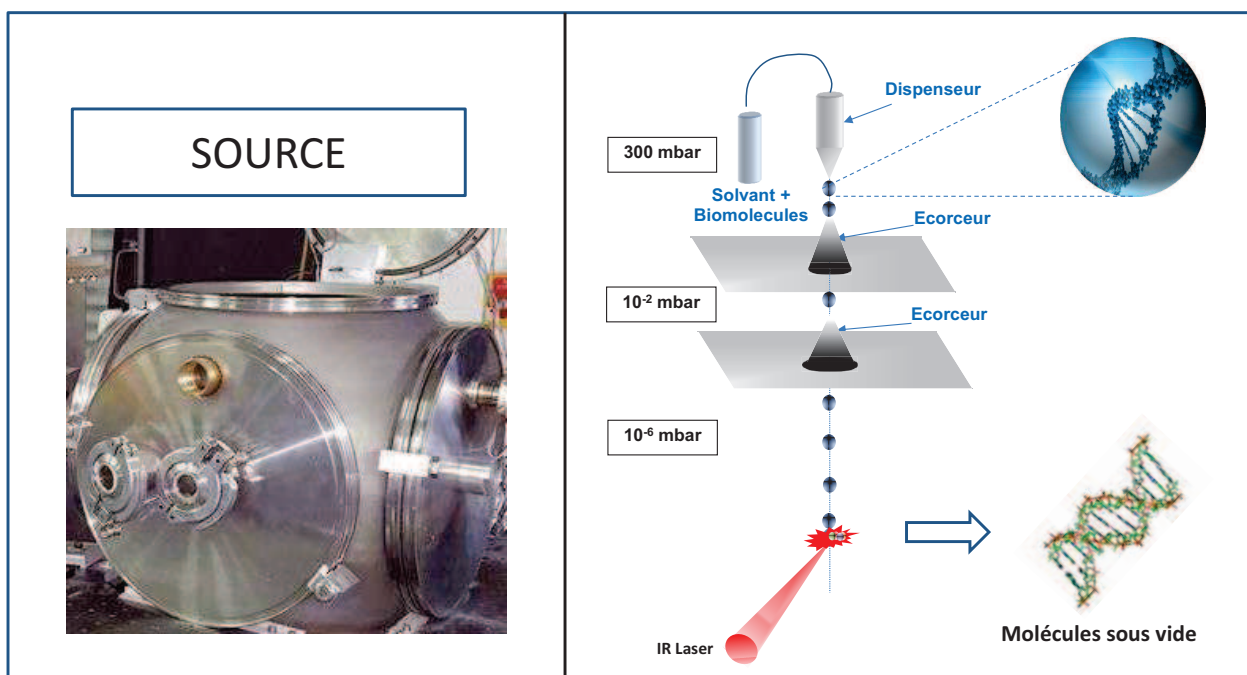 SOURCE
Dispenseur
300 mbar
Solvant +
Biomolecules
Ecorceur
10⁻² mbar
Ecorceur
10⁻⁶ mbar
IR Laser
Molécules sous vide